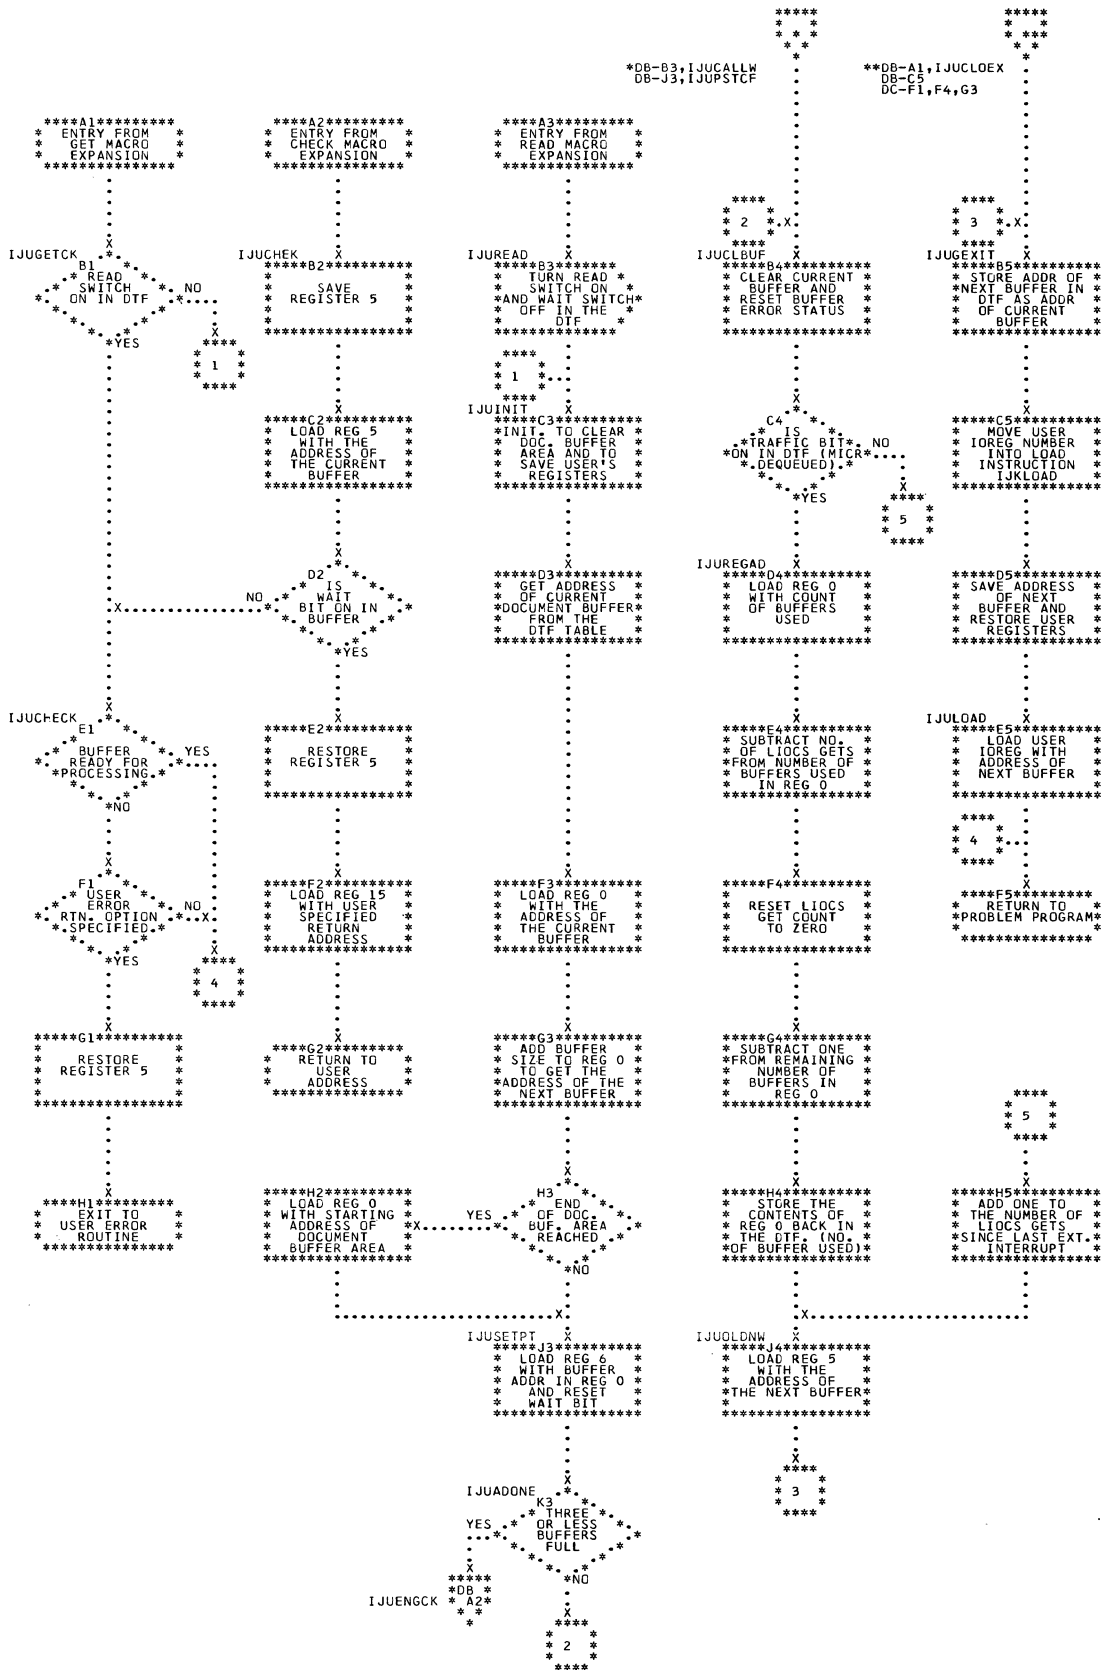 *DB-B3,IJUCALLW
DB-J3,IJUPSTCF
**DB-A1,IJUCLOEX
DB-C5
DC-F1,F4,G3
****A1*********
ENTRY FROM
GET MACRO
EXPANSION
****A2*********
ENTRY FROM
CHECK MACRO
EXPANSION
****A3*********
ENTRY FROM
READ MACRO
EXPANSION
2
3
IJUGETCK
B1
READ
SWITCH
ON IN DTF
NO
YES
1
IJUCHEK
*****B2**********
SAVE
REGISTER 5
IJUREAD
*****B3*********
TURN READ
SWITCH ON
AND WAIT SWITCH
OFF IN THE
DTF
IJUCLBUF
*****B4**********
CLEAR CURRENT
BUFFER AND
RESET BUFFER
ERROR STATUS
IJUGEXIT
*****B5**********
STORE ADDR OF
NEXT BUFFER IN
DTF AS ADDR
OF CURRENT
BUFFER
1
*****C2**********
LOAD REG 5
WITH THE
ADDRESS OF
THE CURRENT
BUFFER
IJUINIT
*****C3**********
INIT. TO CLEAR
DOC. BUFFER
AREA AND TO
SAVE USER'S
REGISTERS
C4
IS
TRAFFIC BIT
ON IN DTF (MICR
DEQUEUED).
NO
YES
5
*****C5**********
MOVE USER
IOREG NUMBER
INTO LOAD
INSTRUCTION
IJKLOAD
D2
IS
WAIT
BIT ON IN
BUFFER
NO
YES
*****D3**********
GET ADDRESS
OF CURRENT
DOCUMENT BUFFER
FROM THE
DTF TABLE
IJUREGAD
*****D4**********
LOAD REG 0
WITH COUNT
OF BUFFERS
USED
*****D5**********
SAVE ADDRESS
OF NEXT
BUFFER AND
RESTORE USER
REGISTERS
IJUCHECK
E1
BUFFER
READY FOR
PROCESSING
YES
NO
*****E2**********
RESTORE
REGISTER 5
*****E4**********
SUBTRACT NO.
OF LIOCS GETS
FROM NUMBER OF
BUFFERS USED
IN REG 0
IJULOAD
*****E5**********
LOAD USER
IOREG WITH
ADDRESS OF
NEXT BUFFER
4
F1
USER
ERROR
RTN. OPTION
SPECIFIED
NO
YES
4
*****F2**********
LOAD REG 15
WITH USER
SPECIFIED
RETURN
ADDRESS
*****F3**********
LOAD REG 0
WITH THE
ADDRESS OF
THE CURRENT
BUFFER
*****F4**********
RESET LIOCS
GET COUNT
TO ZERO
****F5*********
RETURN TO
PROBLEM PROGRAM
*****G1**********
RESTORE
REGISTER 5
****G2*********
RETURN TO
USER
ADDRESS
*****G3**********
ADD BUFFER
SIZE TO REG 0
TO GET THE
ADDRESS OF THE
NEXT BUFFER
*****G4**********
SUBTRACT ONE
FROM REMAINING
NUMBER OF
BUFFERS IN
REG 0
5
****H1*********
EXIT TO
USER ERROR
ROUTINE
*****H2**********
LOAD REG 0
WITH STARTING
ADDRESS OF
DOCUMENT
BUFFER AREA
H3
END
OF DOC.
BUF. AREA
REACHED
YES
NO
*****H4**********
STORE THE
CONTENTS OF
REG 0 BACK IN
THE DTF. (NO.
OF BUFFER USED)
*****H5**********
ADD ONE TO
THE NUMBER OF
LIOCS GETS
SINCE LAST EXT.
INTERRUPT
IJUSETPT
*****J3**********
LOAD REG 6
WITH BUFFER
ADDR IN REG 0
AND RESET
WAIT BIT
IJUOLDNW
*****J4**********
LOAD REG 5
WITH THE
ADDRESS OF
THE NEXT BUFFER
3
IJUADONE
K3
THREE
OR LESS
BUFFERS
FULL
YES
NO
IJUENGCK
DB
A2
2